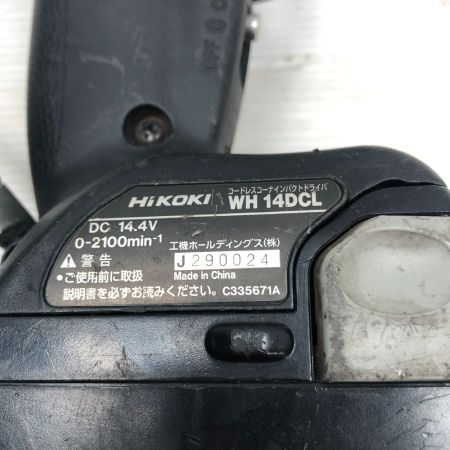 OFF
HiKOKI コードレスコーナインパクトドライバ WH 14DCL
DC 14.4V
0-2100min⁻¹ 工機ホールディングス(株)
⚠警告 J290024
•ご使用前に取扱 Made in China
説明書を必ずお読みください。C335671A